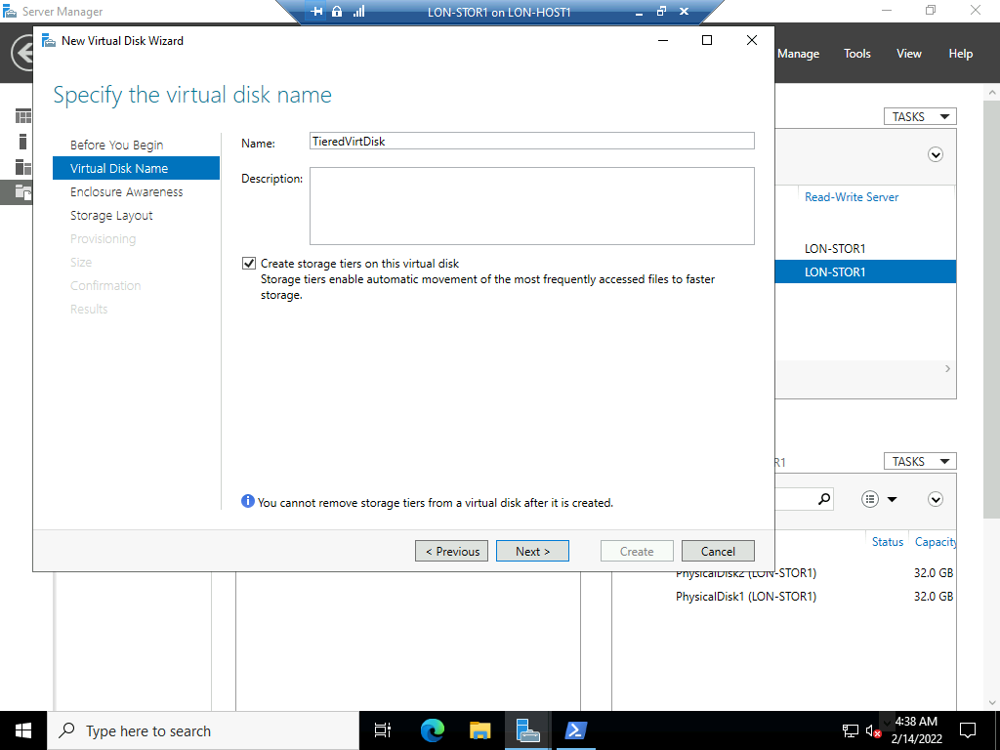 Server Manager
LON-STOR1 on LON-HOST1
New Virtual Disk Wizard
Manage Tools View Help
Specify the virtual disk name
TASKS
Before You Begin
Virtual Disk Name
Enclosure Awareness
Storage Layout
Provisioning
Size
Confirmation
Results
Name: TieredVirtDisk
Description:
Create storage tiers on this virtual disk
Storage tiers enable automatic movement of the most frequently accessed files to faster
storage.
You cannot remove storage tiers from a virtual disk after it is created.
< Previous Next > Create Cancel
Read-Write Server
LON-STOR1
LON-STOR1
R1
TASKS
Status Capacity
PhysicalDisk2 (LON-STOR1) 32.0 GB
PhysicalDisk1 (LON-STOR1) 32.0 GB
Type here to search
4:38 AM
2/14/2022